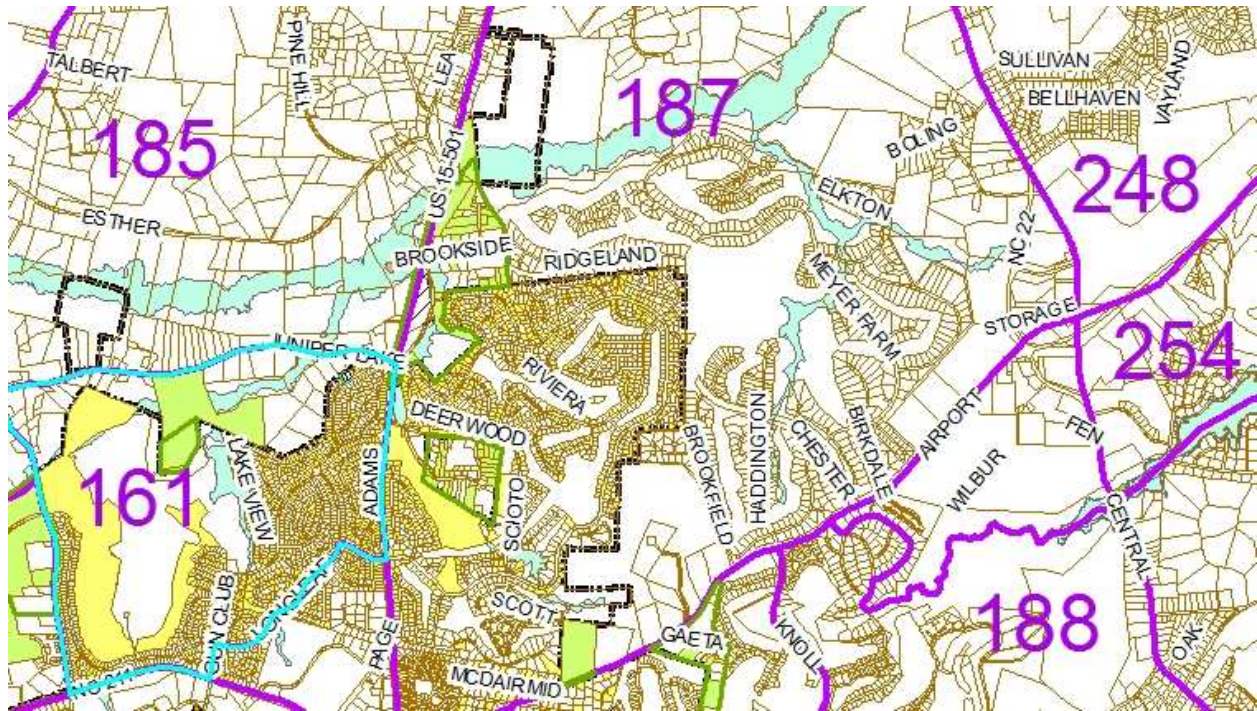 TALBERT
PINE HILL
LEA
SULLIVAN
BELLHAVEN
VAYLAND
185
187
BOLING
US 15-501
248
ELKTON
ESTHER
BROOKSIDE
RIDGELAND
NC 22
MEYER FARM
STORAGE
254
RIVIERA
DEERWOOD
HADDINGTON
BIRKDALE
CHESTER
BROOKFIELD
AIRPORT
FEN
LAKE VIEW
161
ADAMS
SCIOTO
WILBUR
CENTRAL
GUN CLUB
SCOTT
188
PAGE
GAETA
KNOLL
OAK
MCDAIRMID